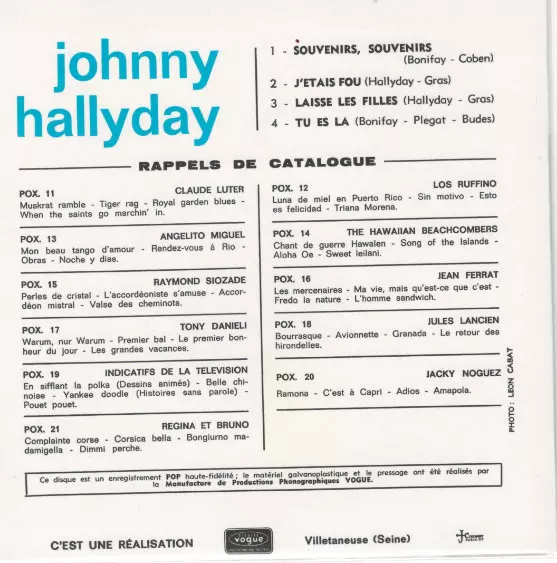 johnny
hallyday
1 - SOUVENIRS, SOUVENIRS
(Bonifay - Coben)
2 - J'ETAIS FOU (Hallyday - Gras)
3 - LAISSE LES FILLES (Hallyday - Gras)
4 - TU ES LA (Bonifay - Plegat - Budes)
RAPPELS DE CATALOGUE
POX. 11 CLAUDE LUTER
Muskrat ramble - Tiger rag - Royal garden blues -
When the saints go marchin' in.
POX. 13 ANGELITO MIGUEL
Mon beau tango d'amour - Rendez-vous à Rio -
Obras - Noche y dias.
POX. 15 RAYMOND SIOZADE
Perles de cristal - L'accordéoniste s'amuse - Accor-
déon mistral - Valse des cheminots.
POX. 17 TONY DANIELI
Warum, nur Warum - Premier bal - Le premier bon-
heur du jour - Les grandes vacances.
POX. 19 INDICATIFS DE LA TELEVISION
En sifflant la polka (Dessins animés) - Belle chi-
noise - Yankee doodle (Histoires sans parole) -
Pouet pouet.
POX. 21 REGINA ET BRUNO
Complainte corse - Corsica bella - Bongiurno ma-
damigella - Dimmi perche.
POX. 12 LOS RUFFINO
Luna de miel en Puerto Rico - Sin motivo - Esto
es felicidad - Triana Morena.
POX. 14 THE HAWAIIAN BEACHCOMBERS
Chant de guerre Hawaïen - Song of the Islands -
Aloha Oe - Sweet leilani.
POX. 16 JEAN FERRAT
Les mercenaires - Ma vie, mais qu'est-ce que c'est -
Fredo la nature - L'homme sandwich.
POX. 18 JULES LANCIEN
Bourrasque - Avionnette - Granada - Le retour des
hirondelles.
POX. 20 JACKY NOGUEZ
Ramona - C'est à Capri - Adios - Amapola.
PHOTO : LEON CABAT
Ce disque est un enregistrement POP haute-fidélité ; le matériel galvanoplastique et le pressage ont été réalisés par
la Manufacture de Productions Phonographiques VOGUE.
C'EST UNE RÉALISATION
vogue
Villetaneuse (Seine)